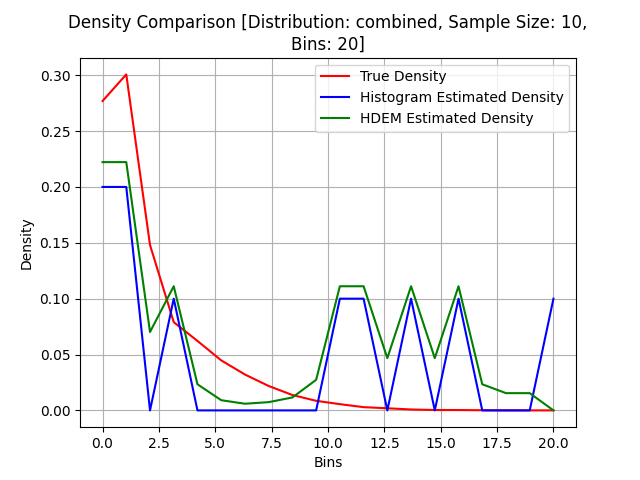 Density Comparison [Distribution: combined, Sample Size: 10,
Bins: 20]
True Density
Histogram Estimated Density
HDEM Estimated Density
Density
0.30
0.25
0.20
0.15
0.10
0.05
0.00
0.0 2.5 5.0 7.5 10.0 12.5 15.0 17.5 20.0
Bins